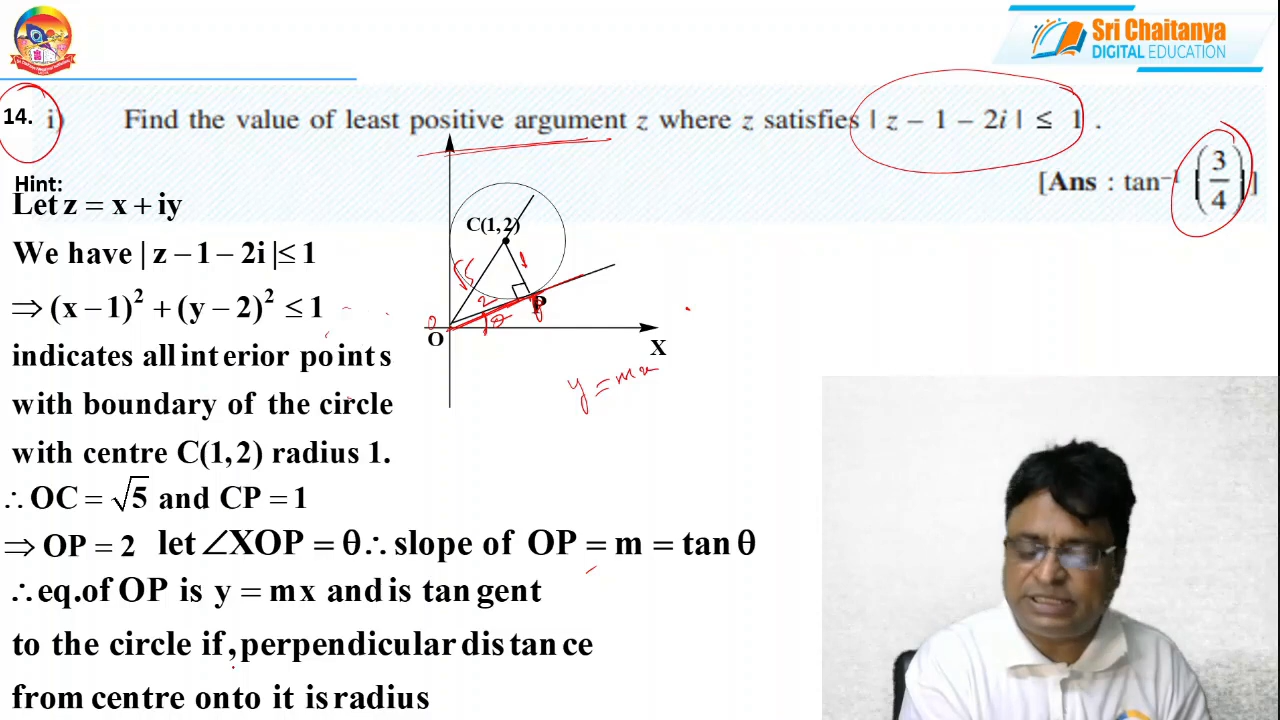 Sri Chaitanya
DIGITAL EDUCATION
14. i) Find the value of least positive argument z where z satisfies | z – 1 – 2i | ≤ 1 .
[Ans : tan⁻¹ (3/4)]
Hint:
Let z = x + iy
We have | z – 1 – 2i |≤ 1
⇒ (x – 1)² + (y – 2)² ≤ 1
indicates all interior points
with boundary of the circle
with centre C(1, 2) radius 1.
∴ OC = √5 and CP = 1
⇒ OP = 2 let ∠XOP = θ ∴ slope of OP = m = tan θ
∴ eq.of OP is y = mx and is tangent
to the circle if, perpendicular distance
from centre onto it is radius
C(1, 2)
√5
1
2
θ
P
O
X
y = mx